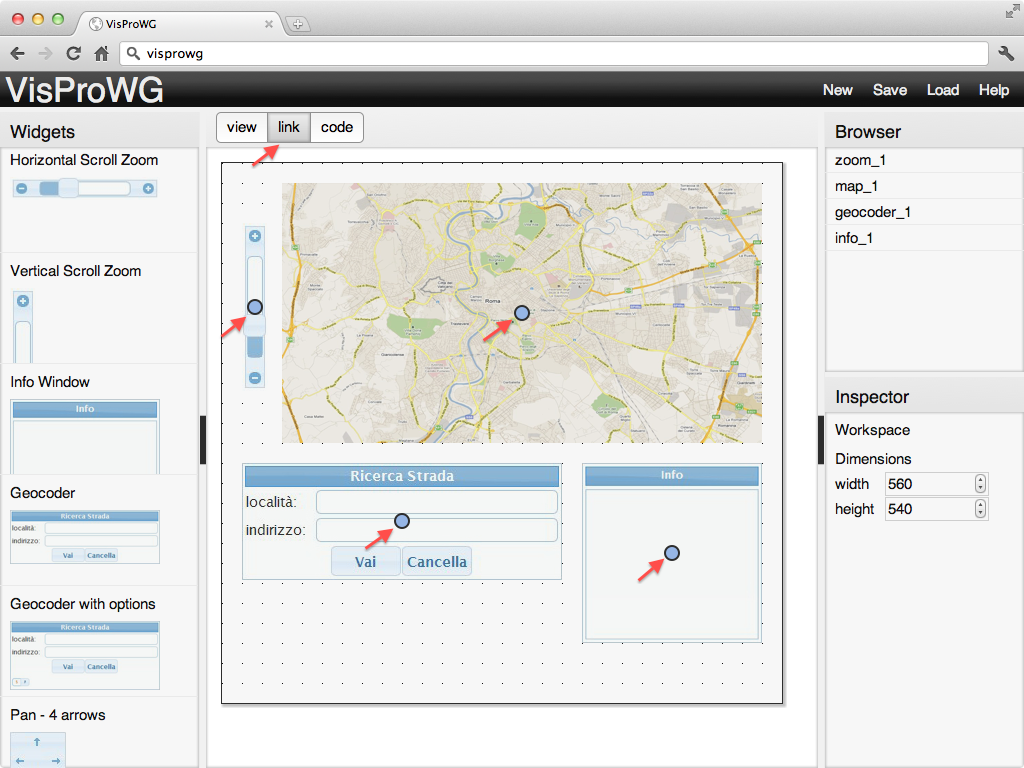 VisProWG
visprowg
VisProWG
New Save Load Help
Widgets
view link code
Browser
Horizontal Scroll Zoom
zoom_1
map_1
geocoder_1
info_1
Vertical Scroll Zoom
Roma
Info Window
Info
Inspector
Workspace
Dimensions
width 560
height 540
Ricerca Strada
località:
indirizzo:
Vai Cancella
Info
Geocoder
Ricerca Strada
località:
indirizzo:
Vai Cancella
Geocoder with options
Ricerca Strada
località:
indirizzo:
Vai Cancella
Pan - 4 arrows